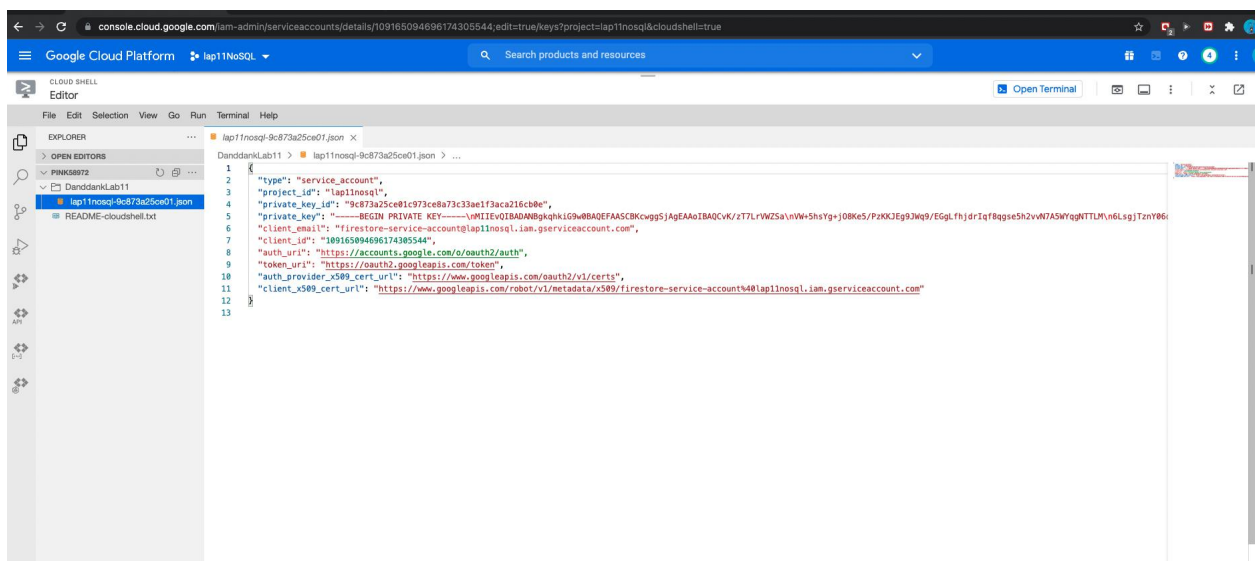 console.cloud.google.com/iam-admin/serviceaccounts/details/109165094696174305544;edit=true/keys?project=lap11nosql&cloudshell=true
Google Cloud Platform lap11NoSQL Search products and resources 4
CLOUD SHELL
Editor Open Terminal
File Edit Selection View Go Run Terminal Help
EXPLORER lap11nosql-9c873a25ce01.json
OPEN EDITORS DanddankLab11 > lap11nosql-9c873a25ce01.json > ...
PINK58972
DanddankLab11
lap11nosql-9c873a25ce01.json
README-cloudshell.txt
API
1 {
2 "type": "service_account",
3 "project_id": "lap11nosql",
4 "private_key_id": "9c873a25ce01c973ce8a73c33ae1f3aca216cb0e",
5 "private_key": "-----BEGIN PRIVATE KEY-----
6 "client_email": "firestore-service-account@lap11nosql.iam.gserviceaccount.com",
7 "client_id": "109165094696174305544",
8 "auth_uri": "https://accounts.google.com/o/oauth2/auth",
9 "token_uri": "https://oauth2.googleapis.com/token",
10 "auth_provider_x509_cert_url": "https://www.googleapis.com/oauth2/v1/certs",
11 "client_x509_cert_url": "https://www.googleapis.com/robot/v1/metadata/x509/firestore-service-account%40lap11nosql.iam.gserviceaccount.com"
12 }
13